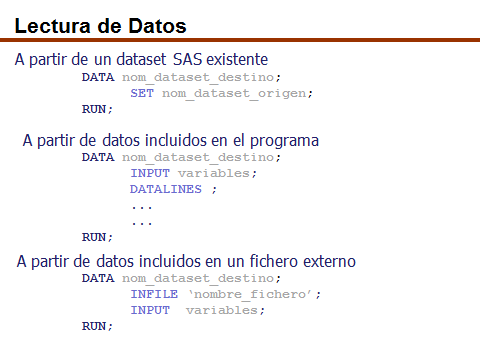 Lectura de Datos
A partir de un dataset SAS existente
DATA nom_dataset_destino;
SET nom_dataset_origen;
RUN;
A partir de datos incluidos en el programa
DATA nom_dataset_destino;
INPUT variables;
DATALINES ;
...
...
RUN;
A partir de datos incluidos en un fichero externo
DATA nom_dataset_destino;
INFILE ‘nombre_fichero’;
INPUT variables;
RUN;